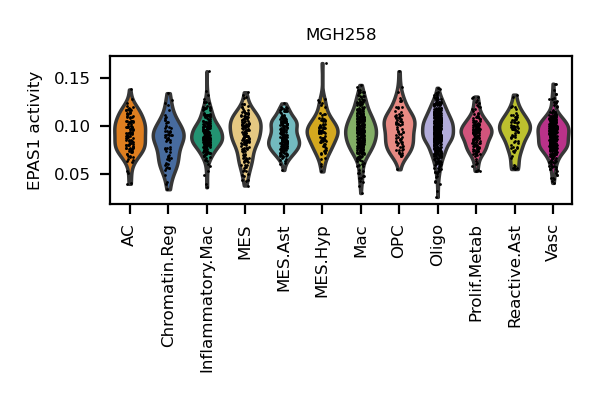 MGH258
EPAS1 activity
0.15
0.10
0.05
AC
Chromatin.Reg
Inflammatory.Mac
MES
MES.Ast
MES.Hyp
Mac
OPC
Oligo
Prolif.Metab
Reactive.Ast
Vasc